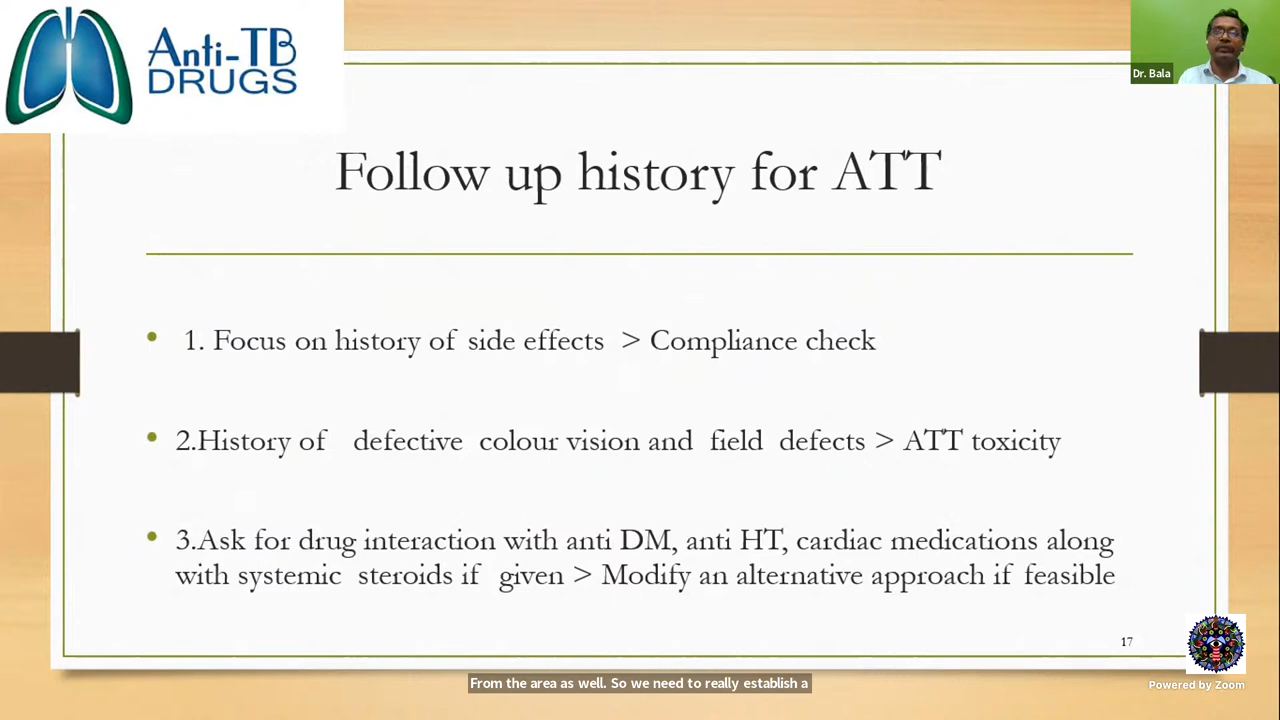 Anti-TB
DRUGS
Dr. Bala
Follow up history for ATT
• 1. Focus on history of side effects > Compliance check
• 2.History of defective colour vision and field defects > ATT toxicity
• 3.Ask for drug interaction with anti DM, anti HT, cardiac medications along
with systemic steroids if given > Modify an alternative approach if feasible
17
From the area as well. So we need to really establish a
Powered by Zoom